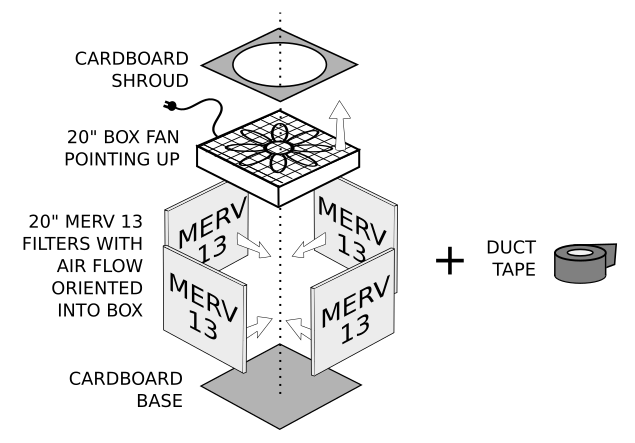 CARDBOARD
SHROUD
20" BOX FAN
POINTING UP
20" MERV 13
FILTERS WITH
AIR FLOW
ORIENTED
INTO BOX
MERV
13
MERV
13
MERV
13
MERV
13
DUCT
TAPE
CARDBOARD
BASE